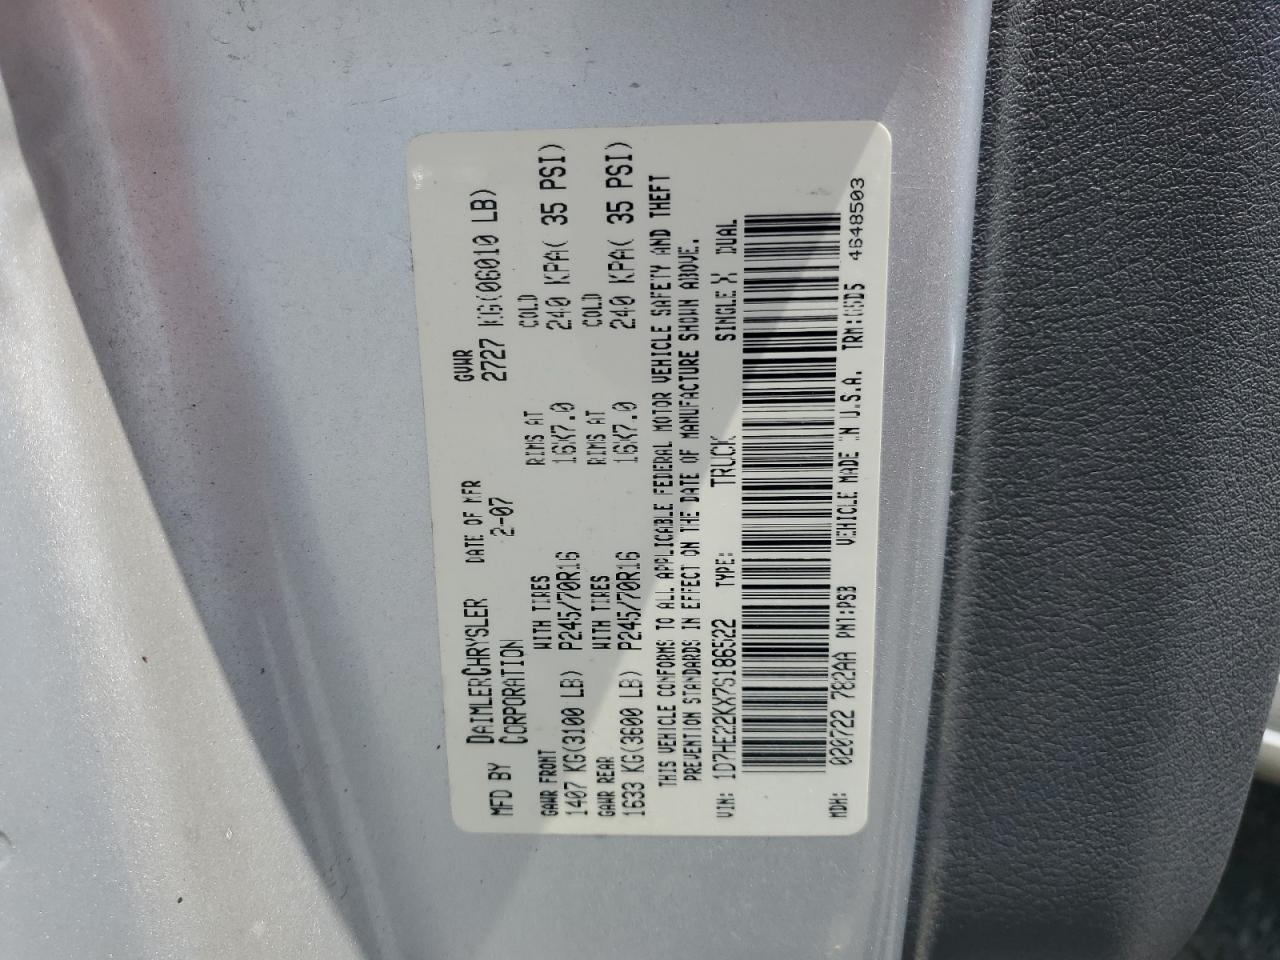 MFD BY DAIMLERCHRYSLER CORPORATION
DATE OF MFR 2-07
GVWR 2727 KG(06010 LB)
GAWR FRONT WITH TIRES RIMS AT COLD
1407 KG(3100 LB) P245/70R16 16X7.0 240 KPA( 35 PSI)
GAWR REAR WITH TIRES RIMS AT COLD
1633 KG(3600 LB) P245/70R16 16X7.0 240 KPA( 35 PSI)
THIS VEHICLE CONFORMS TO ALL APPLICABLE FEDERAL MOTOR VEHICLE SAFETY AND THEFT
PREVENTION STANDARDS IN EFFECT ON THE DATE OF MANUFACTURE SHOWN ABOVE.
VIN: 1D7HE22KX7S186522 TYPE: TRUCK SINGLE X DUAL
MDH: 020722 782AA PNT:PSB VEHICLE MADE IN U.S.A. TRM: 4648503